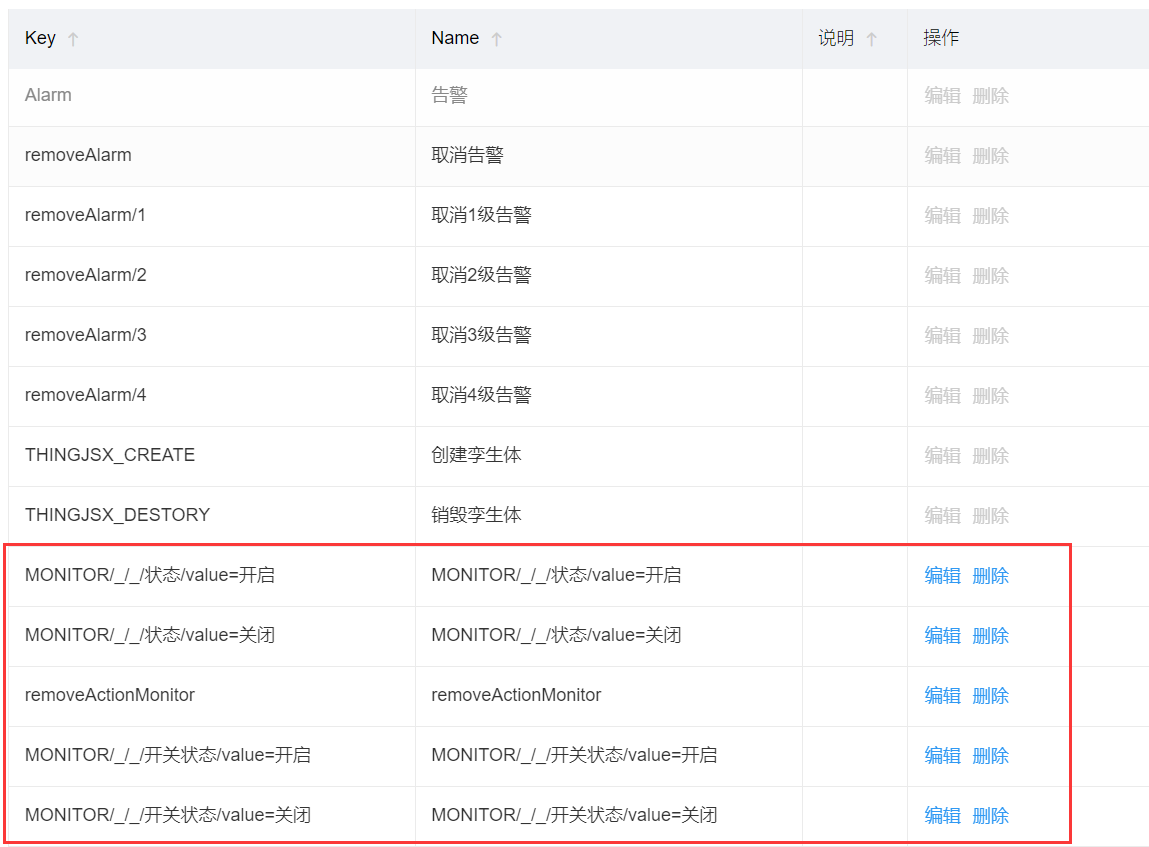 Key ↑ Name ↑ 说明 ↑ 操作
Alarm 告警 编辑 删除
removeAlarm 取消告警 编辑 删除
removeAlarm/1 取消1级告警 编辑 删除
removeAlarm/2 取消2级告警 编辑 删除
removeAlarm/3 取消3级告警 编辑 删除
removeAlarm/4 取消4级告警 编辑 删除
THINGJSX_CREATE 创建孪生体 编辑 删除
THINGJSX_DESTORY 销毁孪生体 编辑 删除
MONITOR/_/_/状态/value=开启 MONITOR/_/_/状态/value=开启 编辑 删除
MONITOR/_/_/状态/value=关闭 MONITOR/_/_/状态/value=关闭 编辑 删除
removeActionMonitor removeActionMonitor 编辑 删除
MONITOR/_/_/开关状态/value=开启 MONITOR/_/_/开关状态/value=开启 编辑 删除
MONITOR/_/_/开关状态/value=关闭 MONITOR/_/_/开关状态/value=关闭 编辑 删除